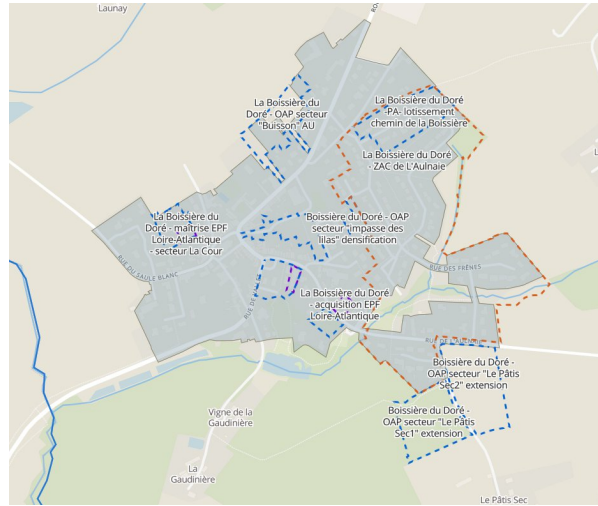 Launay
La Boissière du
Doré - OAP secteur
"Buisson" AU
La Boissière du Doré
-PA- lotissement
chemin de la Boissière
La Boissière du Doré
- ZAC de L'Aulnaie
La Boissière du
Doré - maîtrise EPF
Loire-Atlantique
- secteur La Cour
"Boissière du Doré - OAP
secteur "impasse des
lilas" densification
RUE DU SAULE BLANC
RUE DES FRÊNES
La Boissière du Doré
- acquisition EPF
Loire-Atlantique
Boissière du Doré -
OAP secteur "Le Pâtis
Sec2" extension
Boissière du Doré -
OAP secteur "Le Pâtis
Sec1" extension
Vigne de la
Gaudinière
La
Gaudinière
Le Pâtis Sec